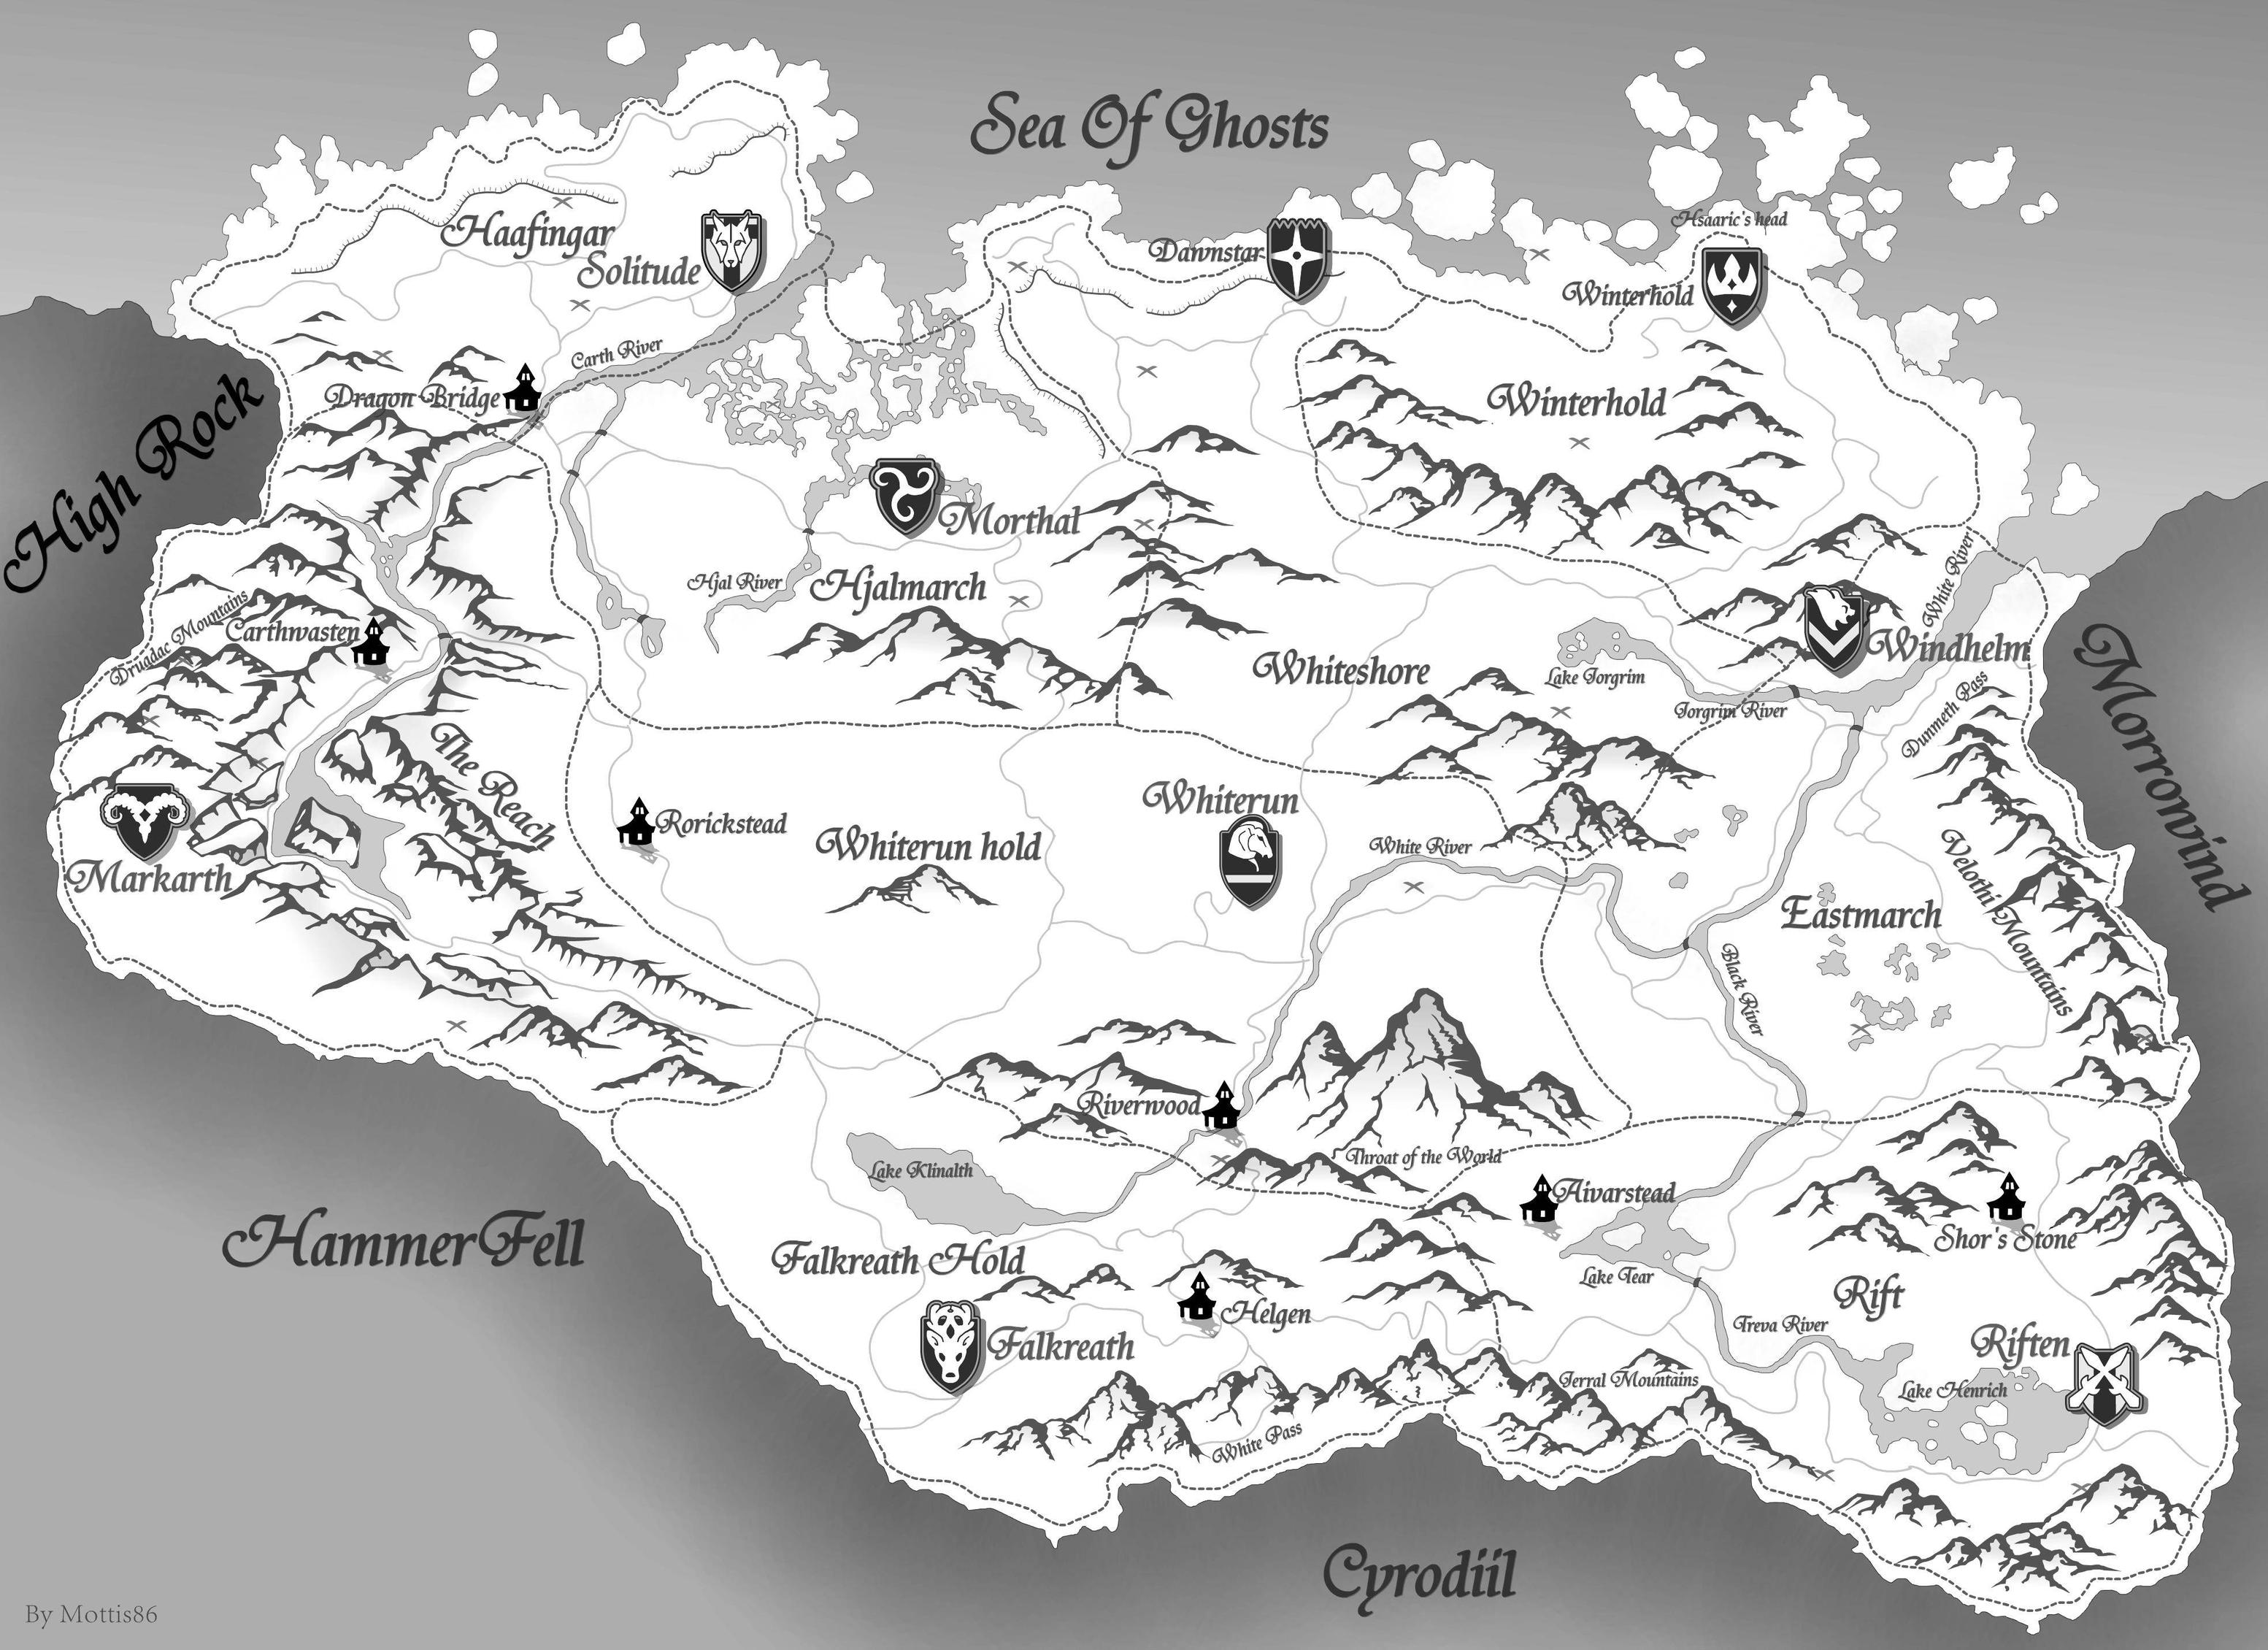 Sea Of Ghosts
Hsaaric's head
Haafingar
Solitude
Dawnstar
Winterhold
Carth River
Dragon Bridge
Winterhold
High Rock
Morthal
Hjal River
Hjalmarch
White River
Druadac Mountains
Carthwasten
Windhelm
Whiteshore
Lake Yorgrim
Yorgrim River
Dunmeth Pass
Morrowind
The Reach
Markarth
Rorickstead
Whiterun hold
Whiterun
White River
Eastmarch
Velothi Mountains
Black River
Riverwood
Throat of the World
Lake Klinalth
Aivarstead
Shor's Stone
HammerFell
Falkreath Hold
Lake Tear
Rift
Helgen
Falkreath
Treva River
Riften
Jerral Mountains
Lake Henrich
White Pass
Cyrodiil
By Mottis86